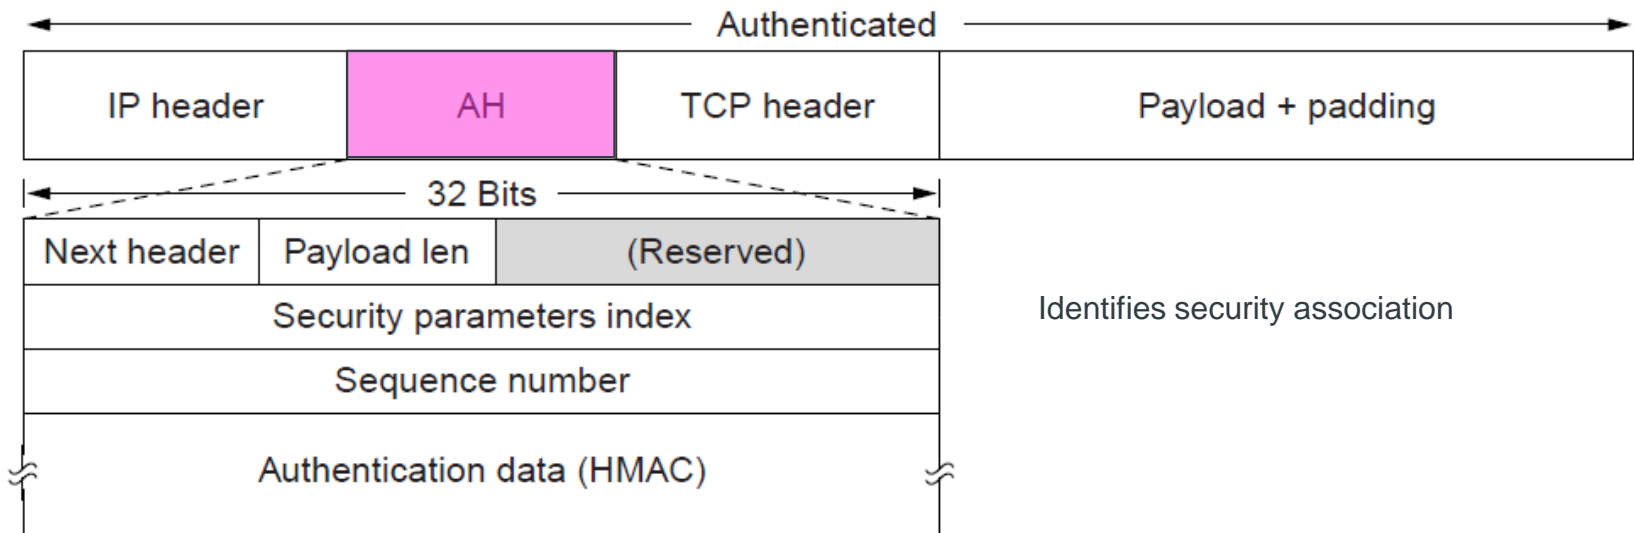 Authenticated
IP header AH TCP header Payload + padding
32 Bits
Next header Payload len (Reserved)
Security parameters index Identifies security association
Sequence number
Authentication data (HMAC)